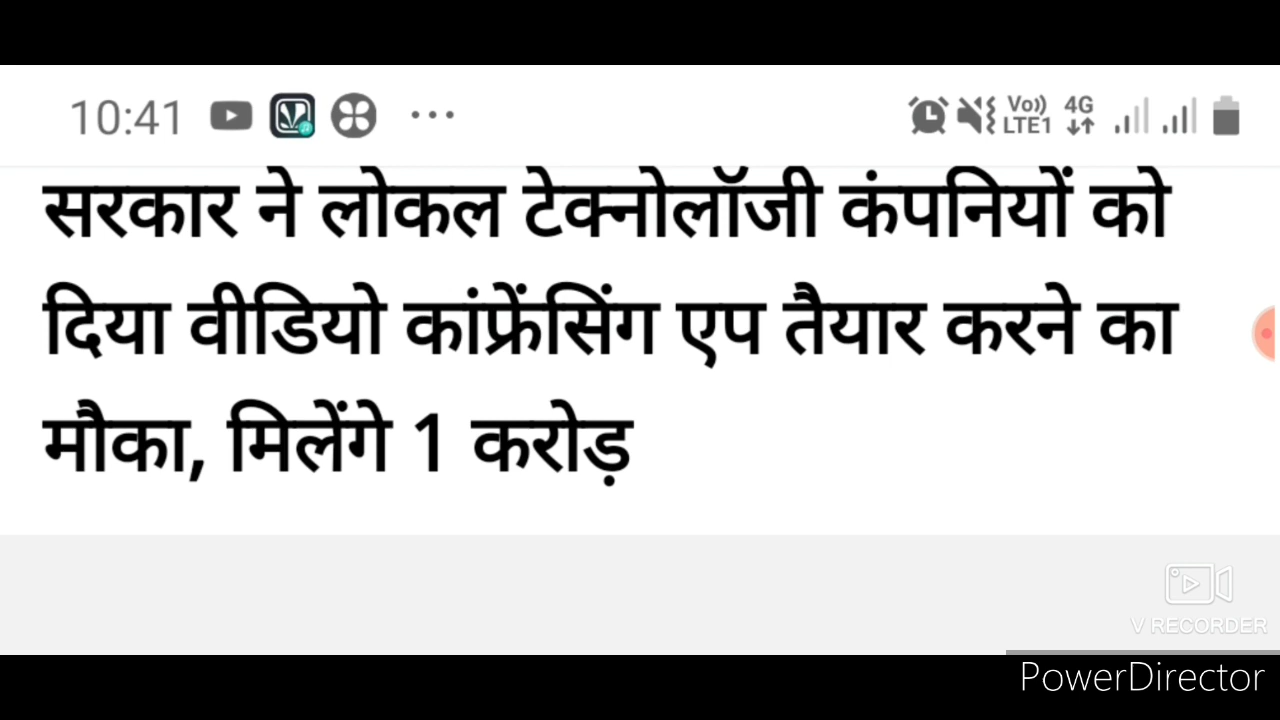 10:41 ... Vo)) LTE1 4G
सरकार ने लोकल टेक्नोलॉजी कंपनियों को
दिया वीडियो कांफ्रेंसिंग एप तैयार करने का
मौका, मिलेंगे 1 करोड़
V RECORDER
PowerDirector